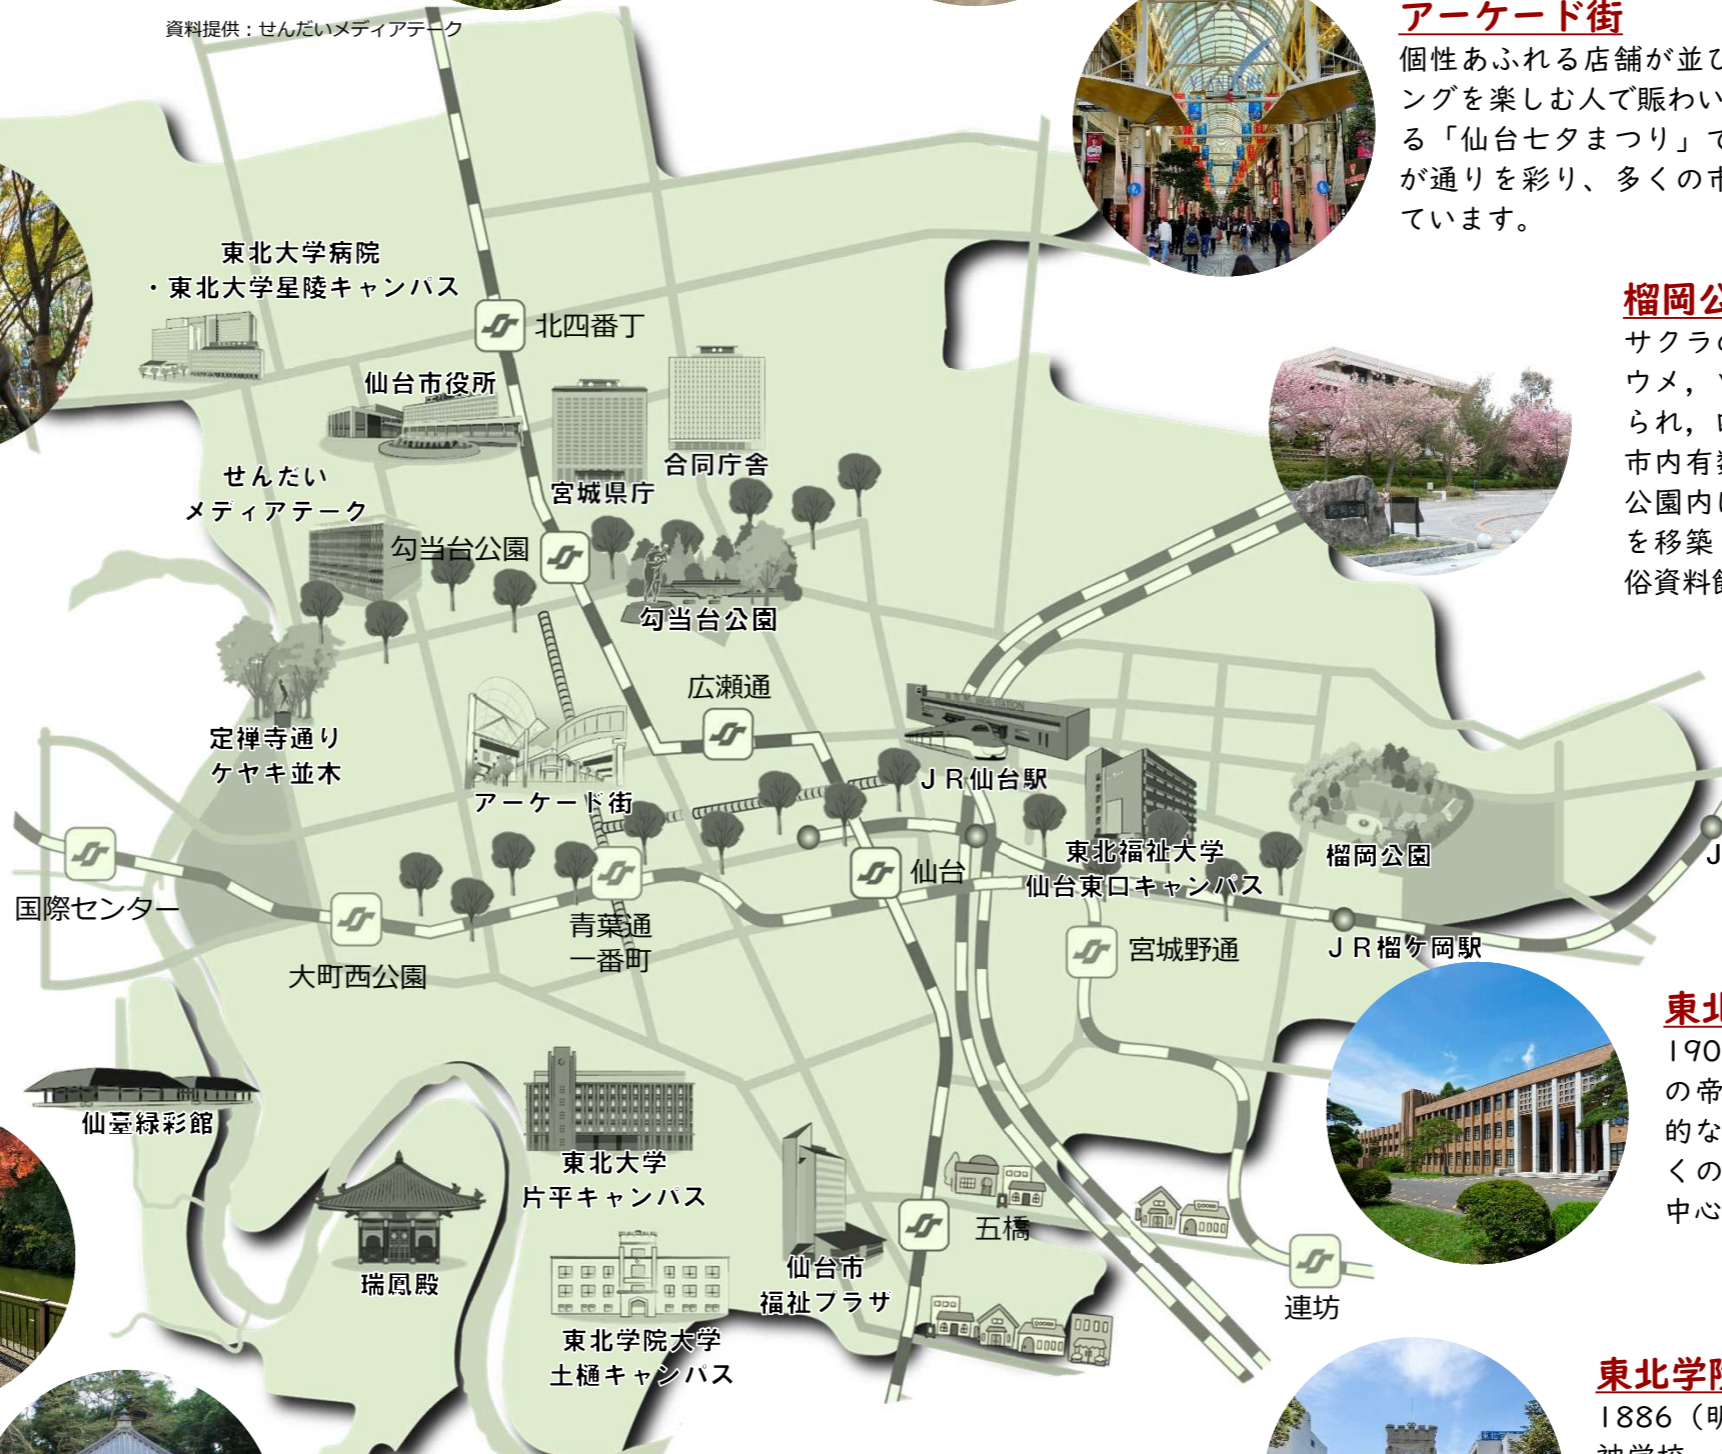 資料提供：せんだいメディアテーク
アーケード街
個性あふれる店舗が並び
ングを楽しむ人で賑わい
る「仙台七夕まつり」で
が通りを彩り、多くの市
ています。
東北大学病院
・東北大学星陵キャンパス
北四番丁
仙台市役所
宮城県庁
合同庁舎
せんだい
メディアテーク
勾当台公園
勾当台公園
榴岡公
サクラの
ウメ，ツ
られ，
市内有数
公園内に
を移築
俗資料館
定禅寺通り
ケヤキ並木
アーケード街
広瀬通
ＪＲ仙台駅
東北福祉大学
仙台東口キャンパス
榴岡公園
国際センター
大町西公園
青葉通
一番町
仙台
宮城野通
ＪＲ榴ケ岡駅
J
東北
190
の帝
的な
くの
中心
仙臺緑彩館
瑞鳳殿
東北大学
片平キャンパス
東北学院大学
土樋キャンパス
仙台市
福祉プラザ
五橋
連坊
東北学院
1886（明
神学校